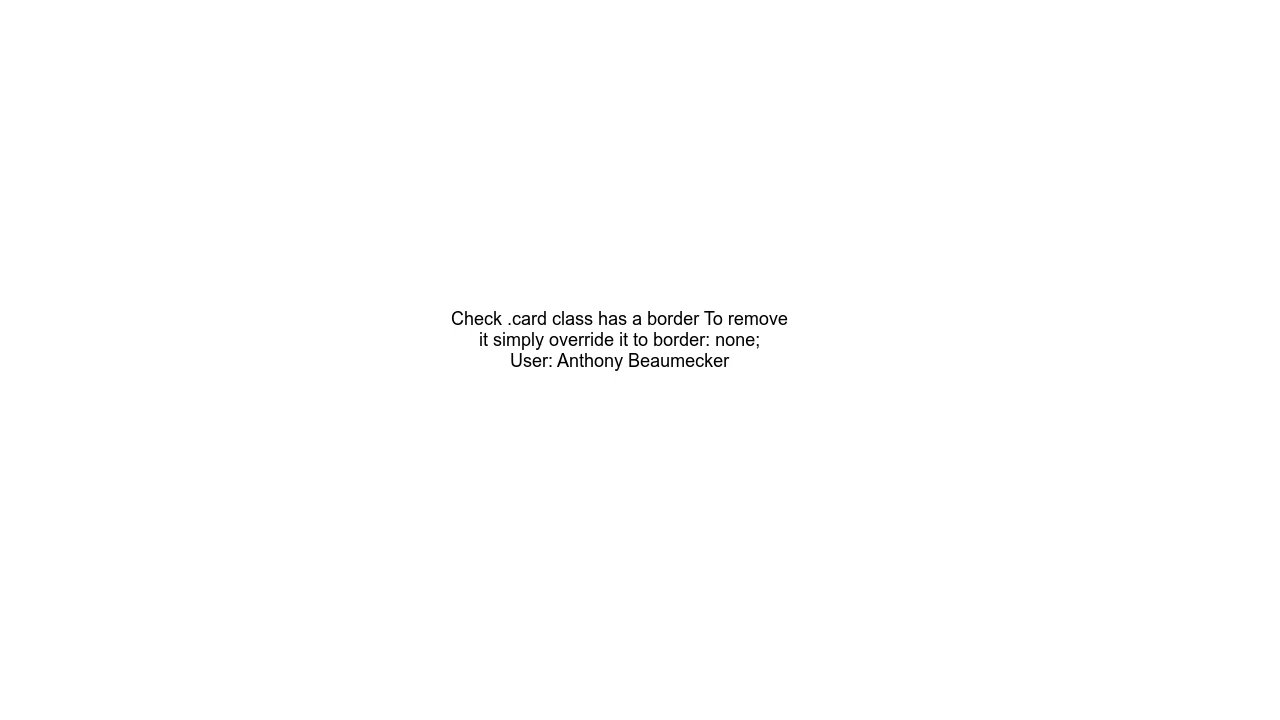 Check .card class has a border To remove
it simply override it to border: none;
User: Anthony Beaumecker